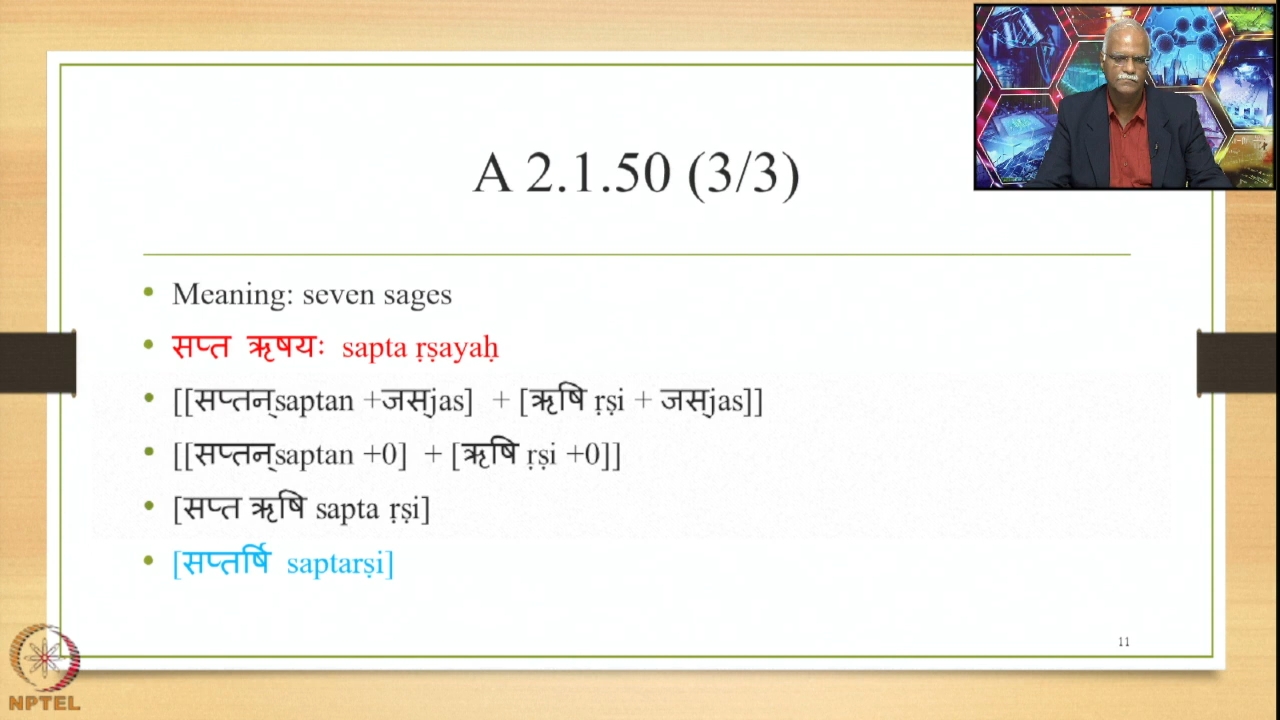 A 2.1.50 (3/3)
• Meaning: seven sages
• सप्त ऋषयः sapta ṛṣayaḥ
• [[सप्तन्saptan +जस्jas] + [ऋषि ṛṣi + जस्jas]]
• [[सप्तन्saptan +0] + [ऋषि ṛṣi +0]]
• [सप्त ऋषि sapta ṛṣi]
• [सप्तर्षि saptarṣi]
11
NPTEL